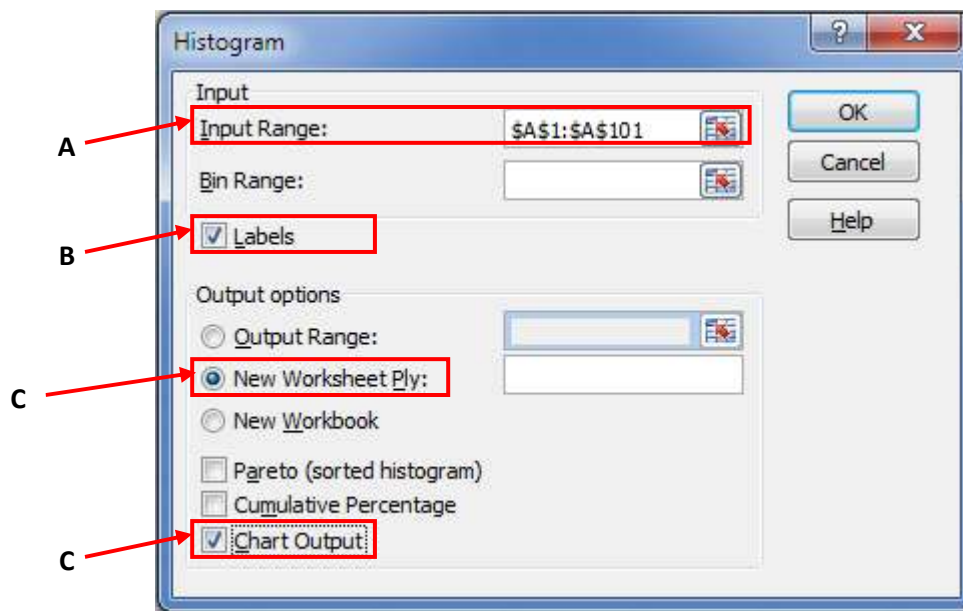 Histogram
Input
A
Input Range: $A$1:$A$101
Bin Range:
B
Labels
Output options
Output Range:
C
New Worksheet Ply:
New Workbook
Pareto (sorted histogram)
Cumulative Percentage
C
Chart Output
OK
Cancel
Help
?
X